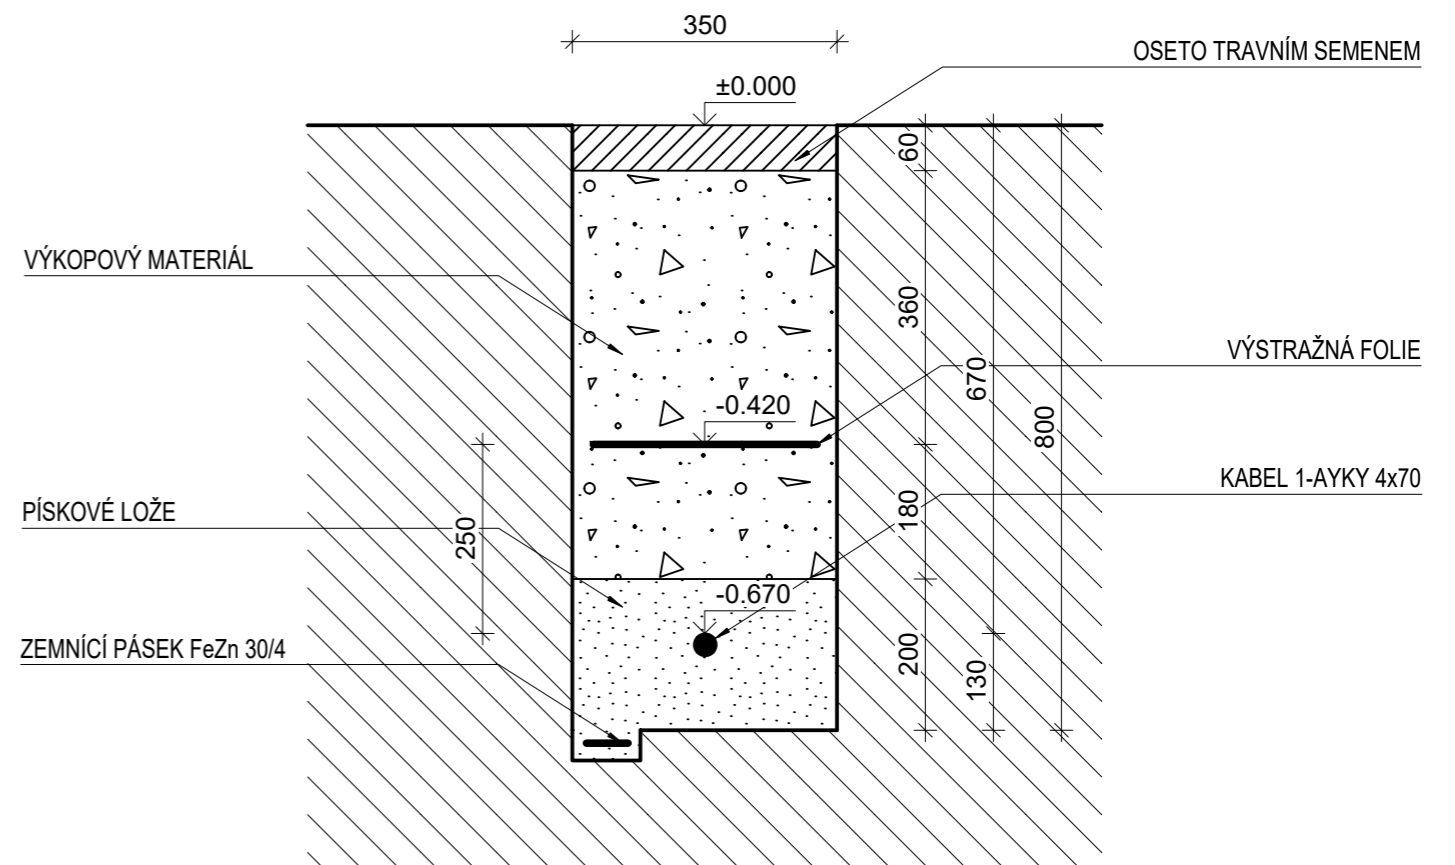 350
OSETO TRAVNÍM SEMENEM
±0.000
60
VÝKOPOVÝ MATERIÁL
360
VÝSTRAŽNÁ FOLIE
670
-0.420
800
KABEL 1-AYKY 4x70
PÍSKOVÉ LOŽE
180
250
-0.670
ZEMNÍCÍ PÁSEK FeZn 30/4
200
130